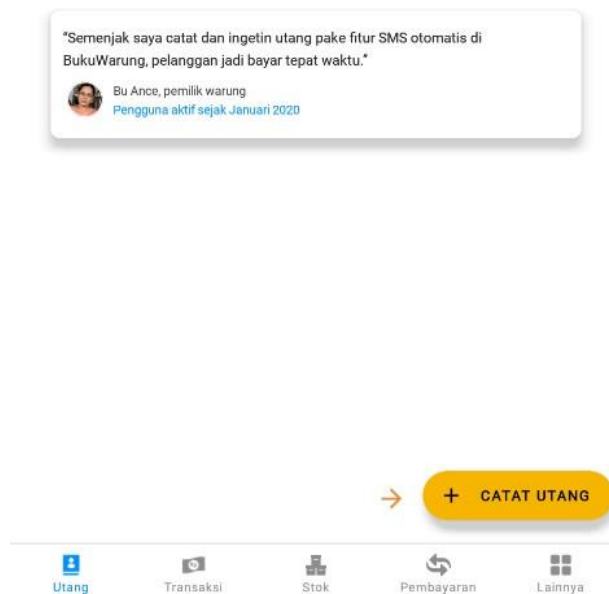 "Semenjak saya catat dan ingetin utang pake fitur SMS otomatis di
BukuWarung, pelanggan jadi bayar tepat waktu."
Bu Ance, pemilik warung
Pengguna aktif sejak Januari 2020
+ CATAT UTANG
Utang
Transaksi
Stok
Pembayaran
Lainnya